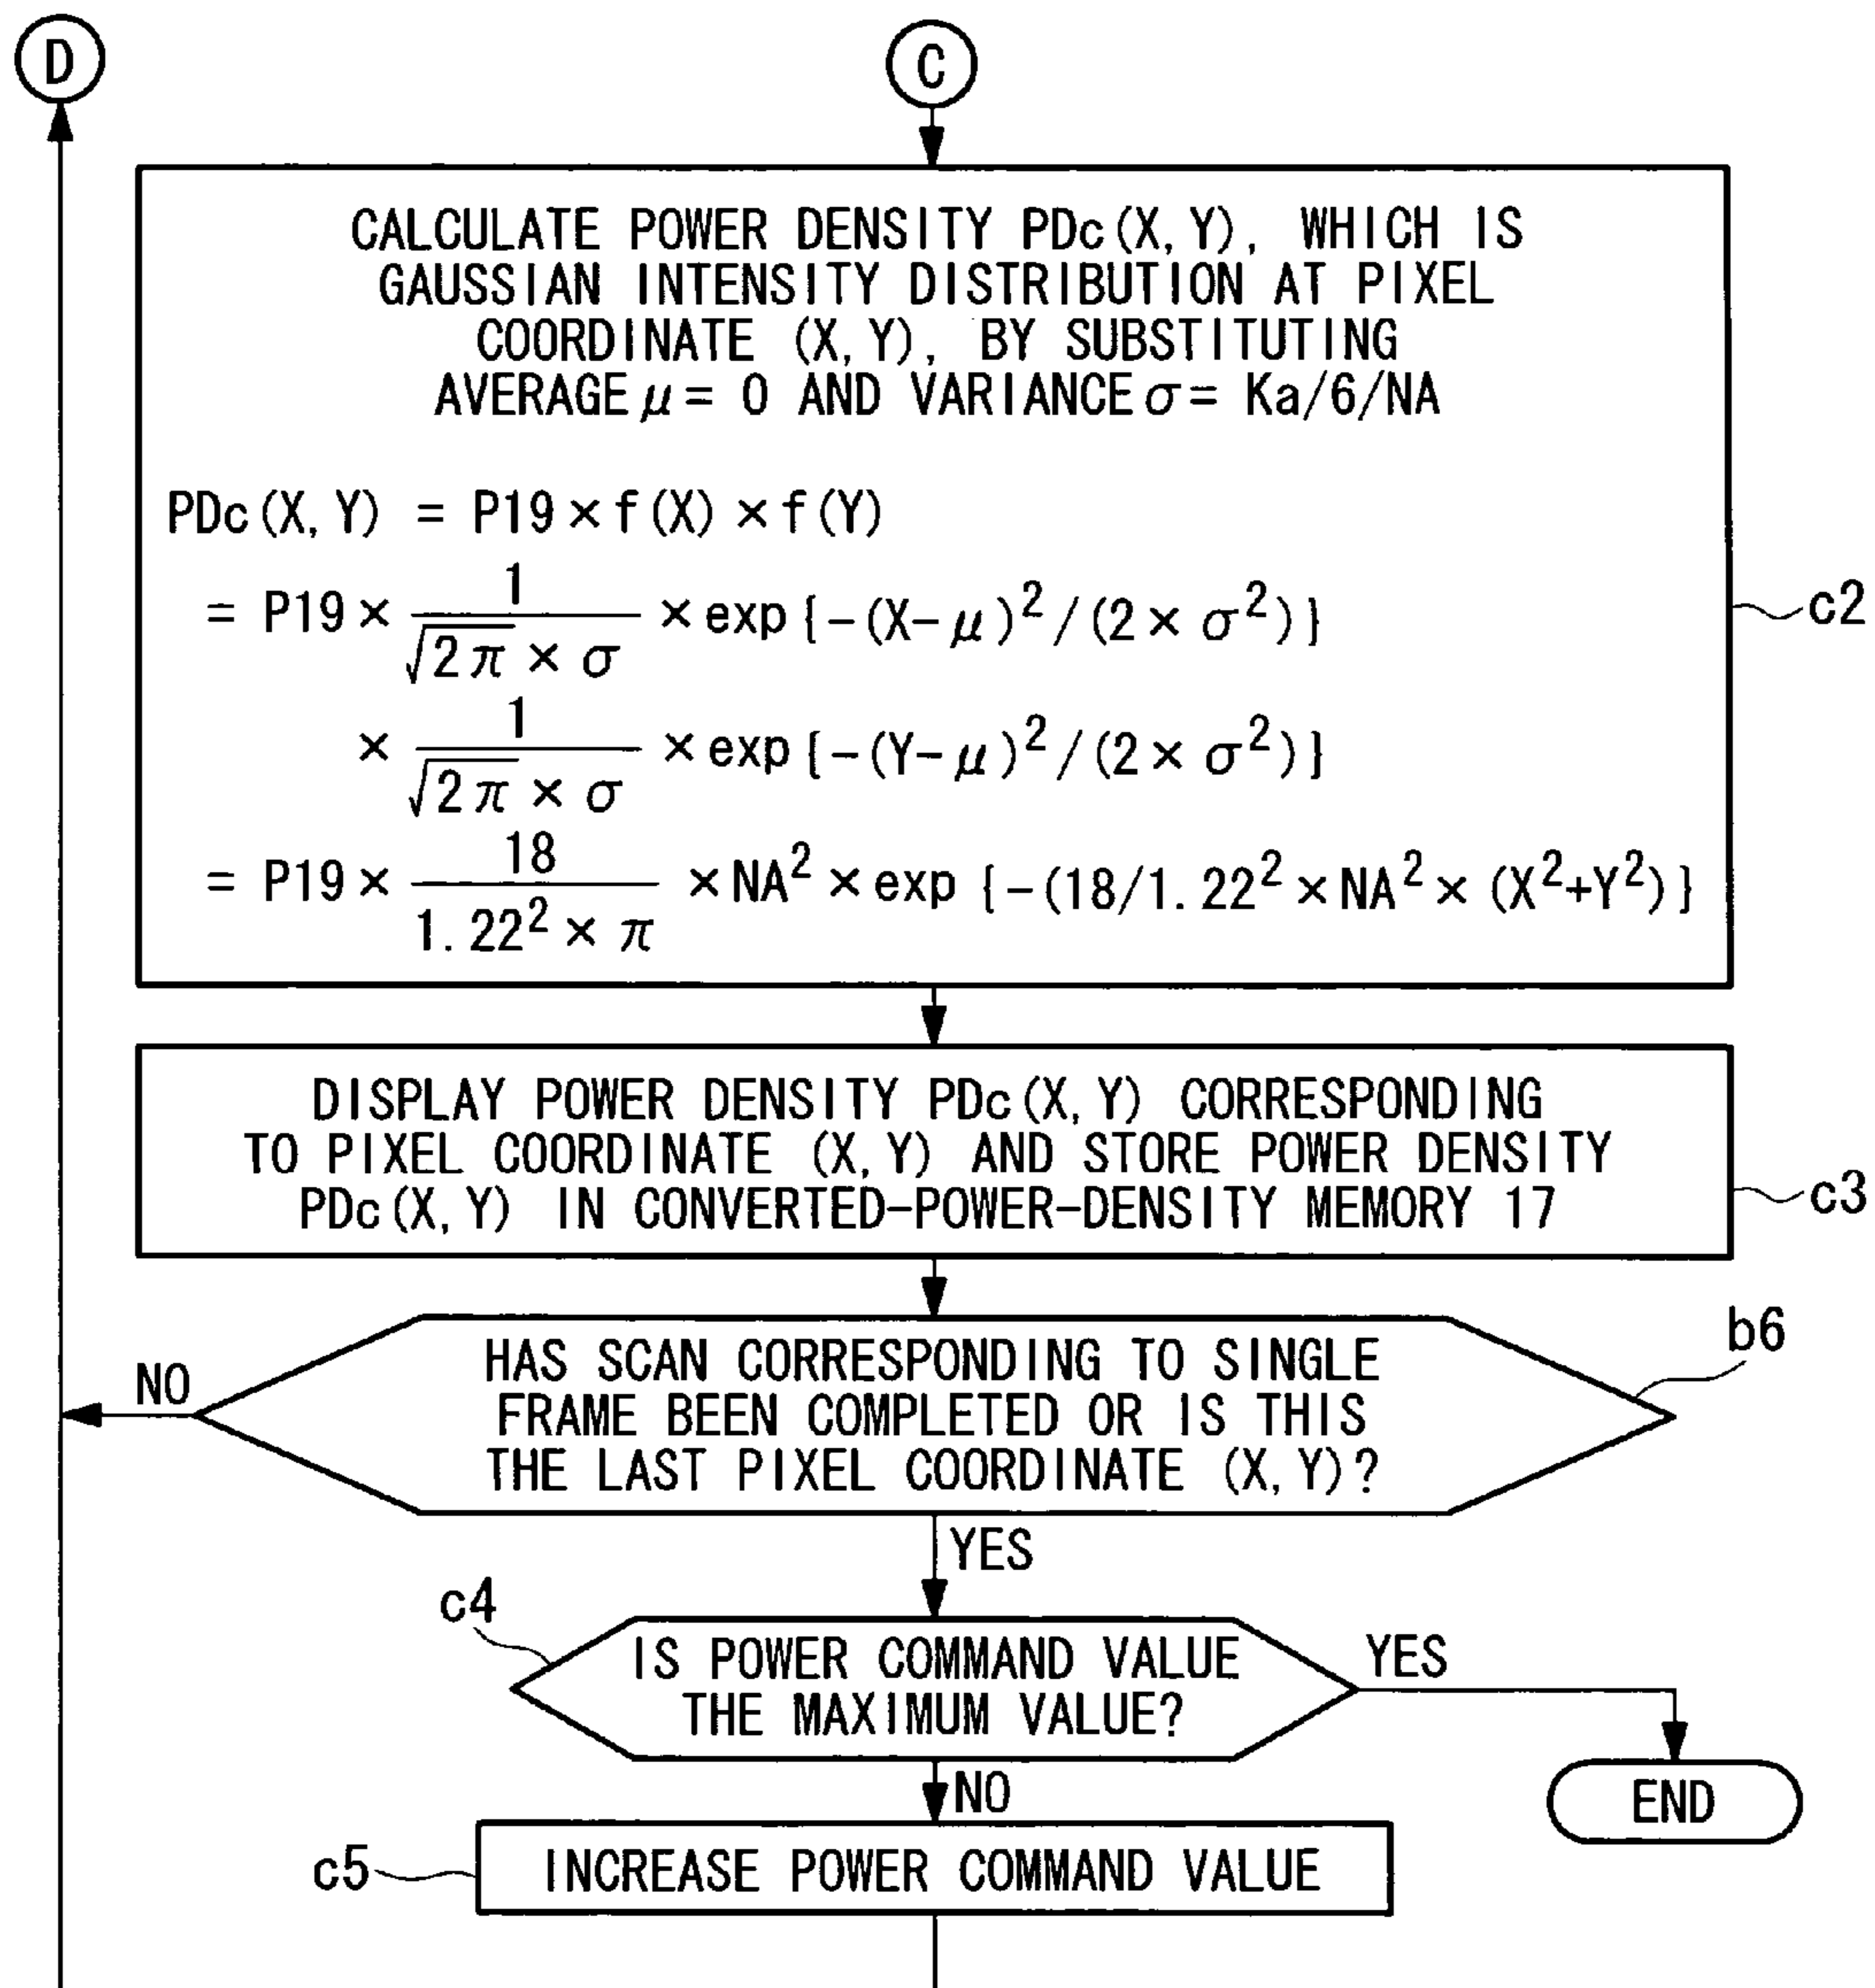 D
C
CALCULATE POWER DENSITY PDc(X,Y), WHICH IS
GAUSSIAN INTENSITY DISTRIBUTION AT PIXEL
COORDINATE (X,Y), BY SUBSTITUTING
AVERAGE μ= 0 AND VARIANCE σ= Ka/6/NA
PDc(X,Y) = P19×f(X)×f(Y)
= P19× 1/(√2π × σ) ×exp{-(X-μ)²/(2× σ²)}
× 1/(√2π × σ) ×exp{-(Y-μ)²/(2× σ²)}
= P19× 18/(1.22²× π) ×NA²×exp {-(18/1.22²×NA²× (X²+Y²)}
c2
DISPLAY POWER DENSITY PDc(X,Y) CORRESPONDING
TO PIXEL COORDINATE (X,Y) AND STORE POWER DENSITY
PDc(X,Y) IN CONVERTED-POWER-DENSITY MEMORY 17
c3
b6
NO
HAS SCAN CORRESPONDING TO SINGLE
FRAME BEEN COMPLETED OR IS THIS
THE LAST PIXEL COORDINATE (X,Y)?
YES
c4
IS POWER COMMAND VALUE
THE MAXIMUM VALUE?
YES
NO
END
c5
INCREASE POWER COMMAND VALUE